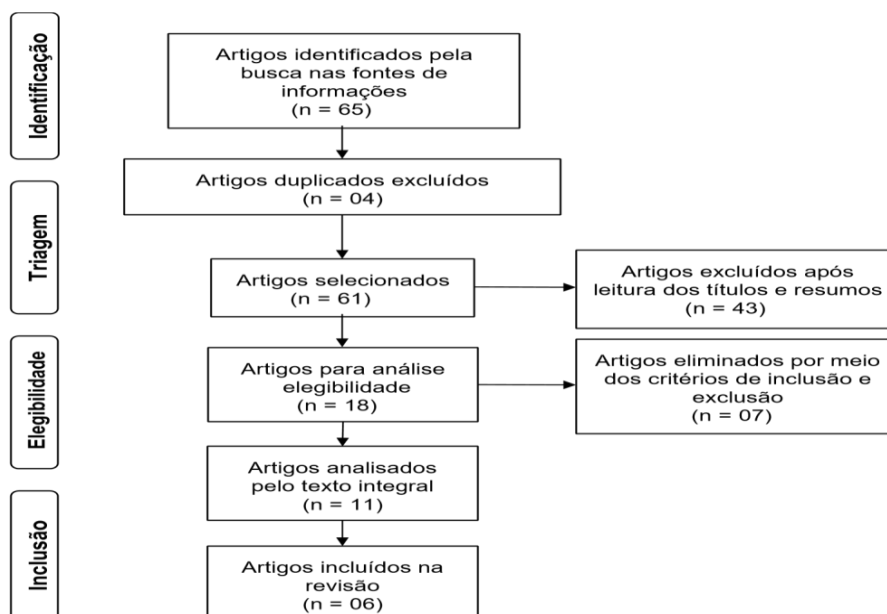 Identificação
Artigos identificados pela
busca nas fontes de
informações
(n = 65)
Triagem
Artigos duplicados excluídos
(n = 04)
Artigos selecionados
(n = 61)
Artigos excluídos após
leitura dos títulos e resumos
(n = 43)
Elegibilidade
Artigos para análise
elegibilidade
(n = 18)
Artigos eliminados por meio
dos critérios de inclusão e
exclusão
(n = 07)
Artigos analisados
pelo texto integral
(n = 11)
Inclusão
Artigos incluídos na
revisão
(n = 06)